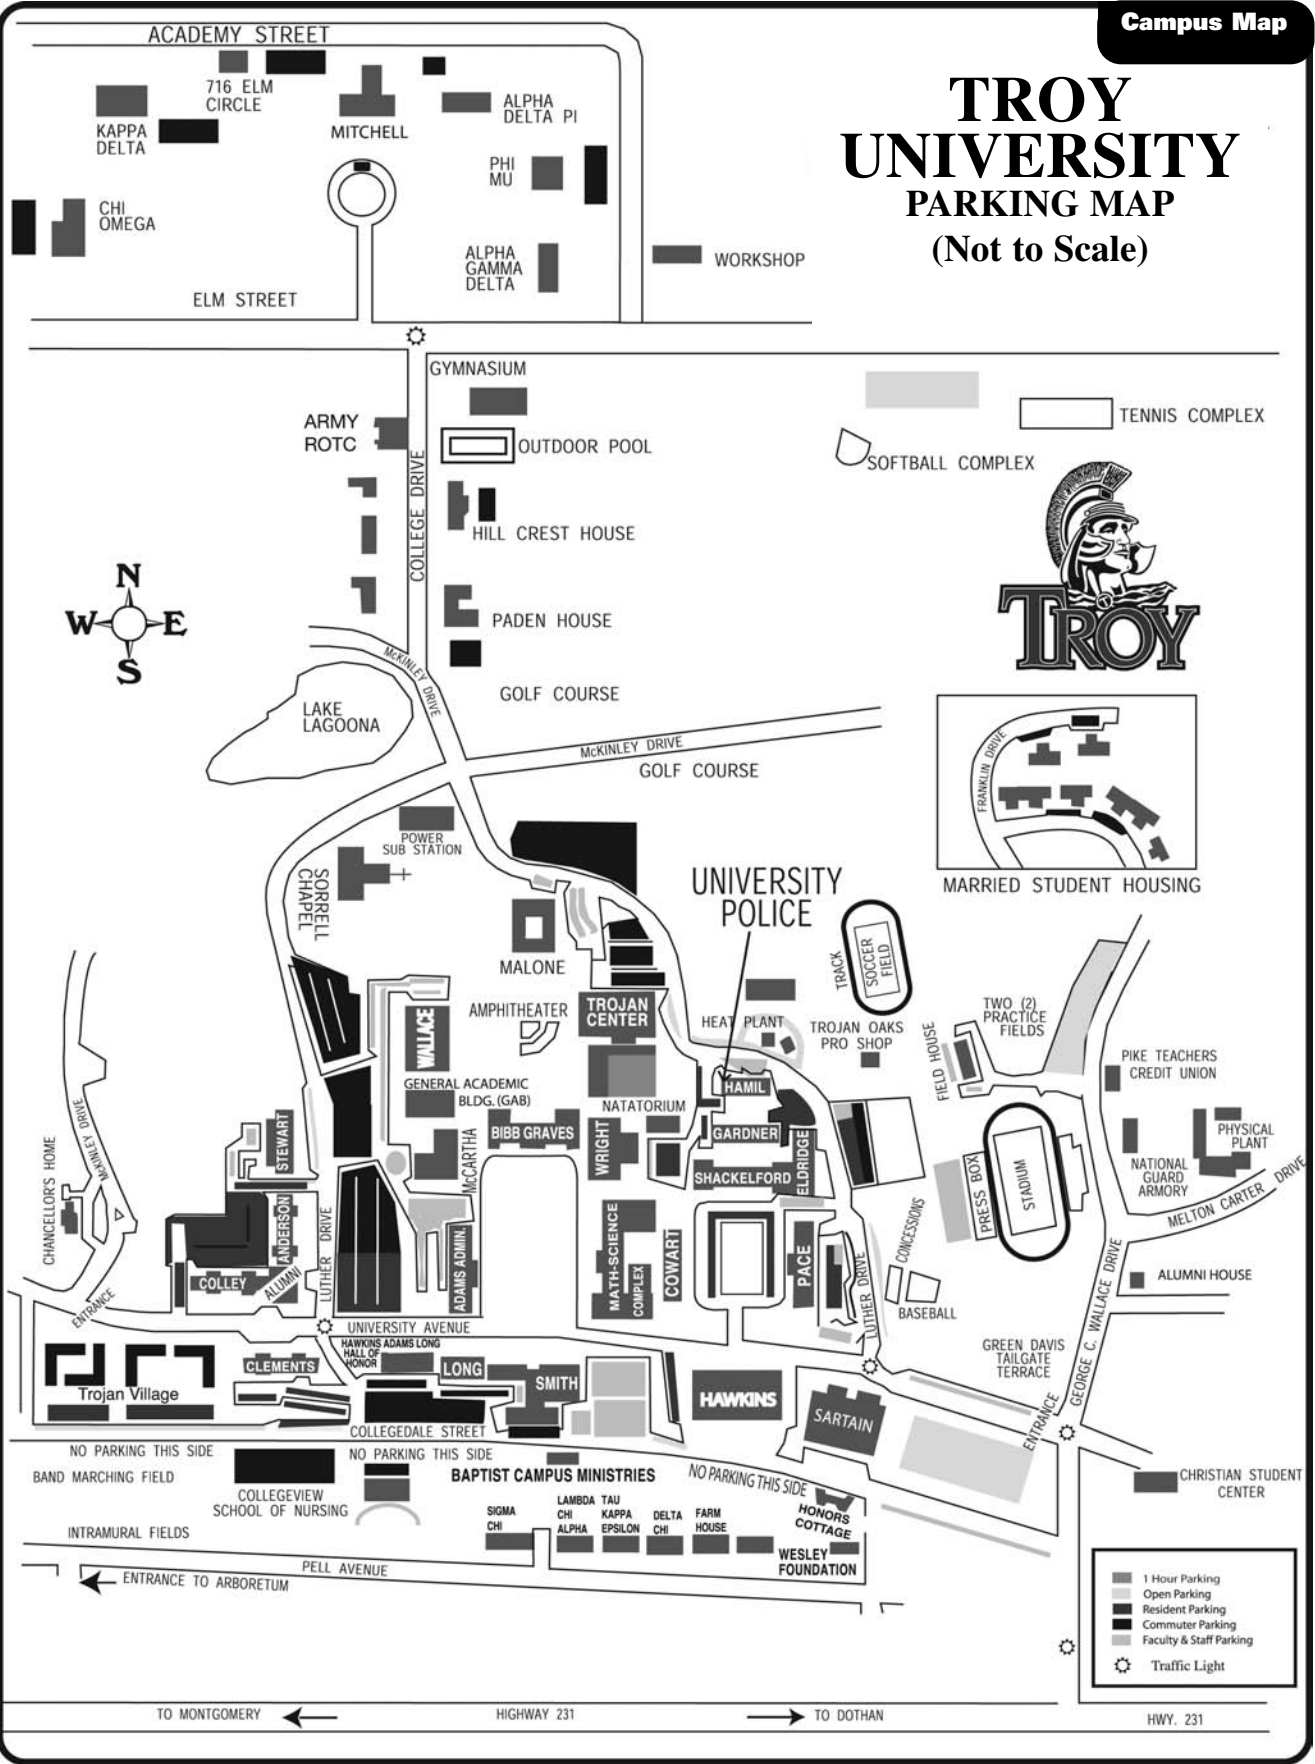 Campus Map
TROY
UNIVERSITY
PARKING MAP
(Not to Scale)
ACADEMY STREET
716 ELM
CIRCLE
KAPPA
DELTA
MITCHELL
ALPHA
DELTA PI
PHI
MU
CHI
OMEGA
ALPHA
GAMMA
DELTA
WORKSHOP
ELM STREET
GYMNASIUM
ARMY
ROTC
OUTDOOR POOL
TENNIS COMPLEX
SOFTBALL COMPLEX
COLLEGE DRIVE
HILL CREST HOUSE
N
W
E
S
PADEN HOUSE
TROY
McKINLEY DRIVE
GOLF COURSE
LAKE
LAGOONA
McKINLEY DRIVE
GOLF COURSE
FRANKLIN DRIVE
MARRIED STUDENT HOUSING
POWER
SUB STATION
SORRELL
CHAPEL
UNIVERSITY
POLICE
MALONE
TRACK
SOCCER
FIELD
AMPHITHEATER
TROJAN
CENTER
HEAT PLANT
TROJAN OAKS
PRO SHOP
TWO (2)
PRACTICE
FIELDS
FIELD HOUSE
WALLACE
PIKE TEACHERS
CREDIT UNION
GENERAL ACADEMIC
BLDG. (GAB)
HAMIL
NATATORIUM
McKINLEY DRIVE
CHANCELLOR'S HOME
STEWART
McCARTHA
BIBB GRAVES
WRIGHT
GARDNER
ELDRIDGE
SHACKELFORD
PRESS BOX
STADIUM
PHYSICAL
PLANT
NATIONAL
GUARD
ARMORY
MELTON CARTER DRIVE
ANDERSON
LUTHER DRIVE
ADAMS ADMIN.
MATH-SCIENCE
COMPLEX
COWART
PACE
LUTHER DRIVE
CONCESSIONS
BASEBALL
GEORGE C. WALLACE DRIVE
ALUMNI HOUSE
COLLEY
ALUMNI
ENTRANCE
UNIVERSITY AVENUE
HAWKINS ADAMS LONG
HALL OF
HONOR
CLEMENTS
LONG
SMITH
HAWKINS
SARTAIN
GREEN DAVIS
TAILGATE
TERRACE
ENTRANCE
Trojan Village
COLLEGEDALE STREET
NO PARKING THIS SIDE
NO PARKING THIS SIDE
NO PARKING THIS SIDE
BAND MARCHING FIELD
BAPTIST CAMPUS MINISTRIES
CHRISTIAN STUDENT
CENTER
COLLEGEVIEW
SCHOOL OF NURSING
SIGMA
CHI
LAMBDA
CHI
ALPHA
TAU
KAPPA
EPSILON
DELTA
CHI
FARM
HOUSE
HONORS
COTTAGE
WESLEY
FOUNDATION
INTRAMURAL FIELDS
PELL AVENUE
ENTRANCE TO ARBORETUM
1 Hour Parking
Open Parking
Resident Parking
Commuter Parking
Faculty & Staff Parking
Traffic Light
TO MONTGOMERY
HIGHWAY 231
TO DOTHAN
HWY. 231